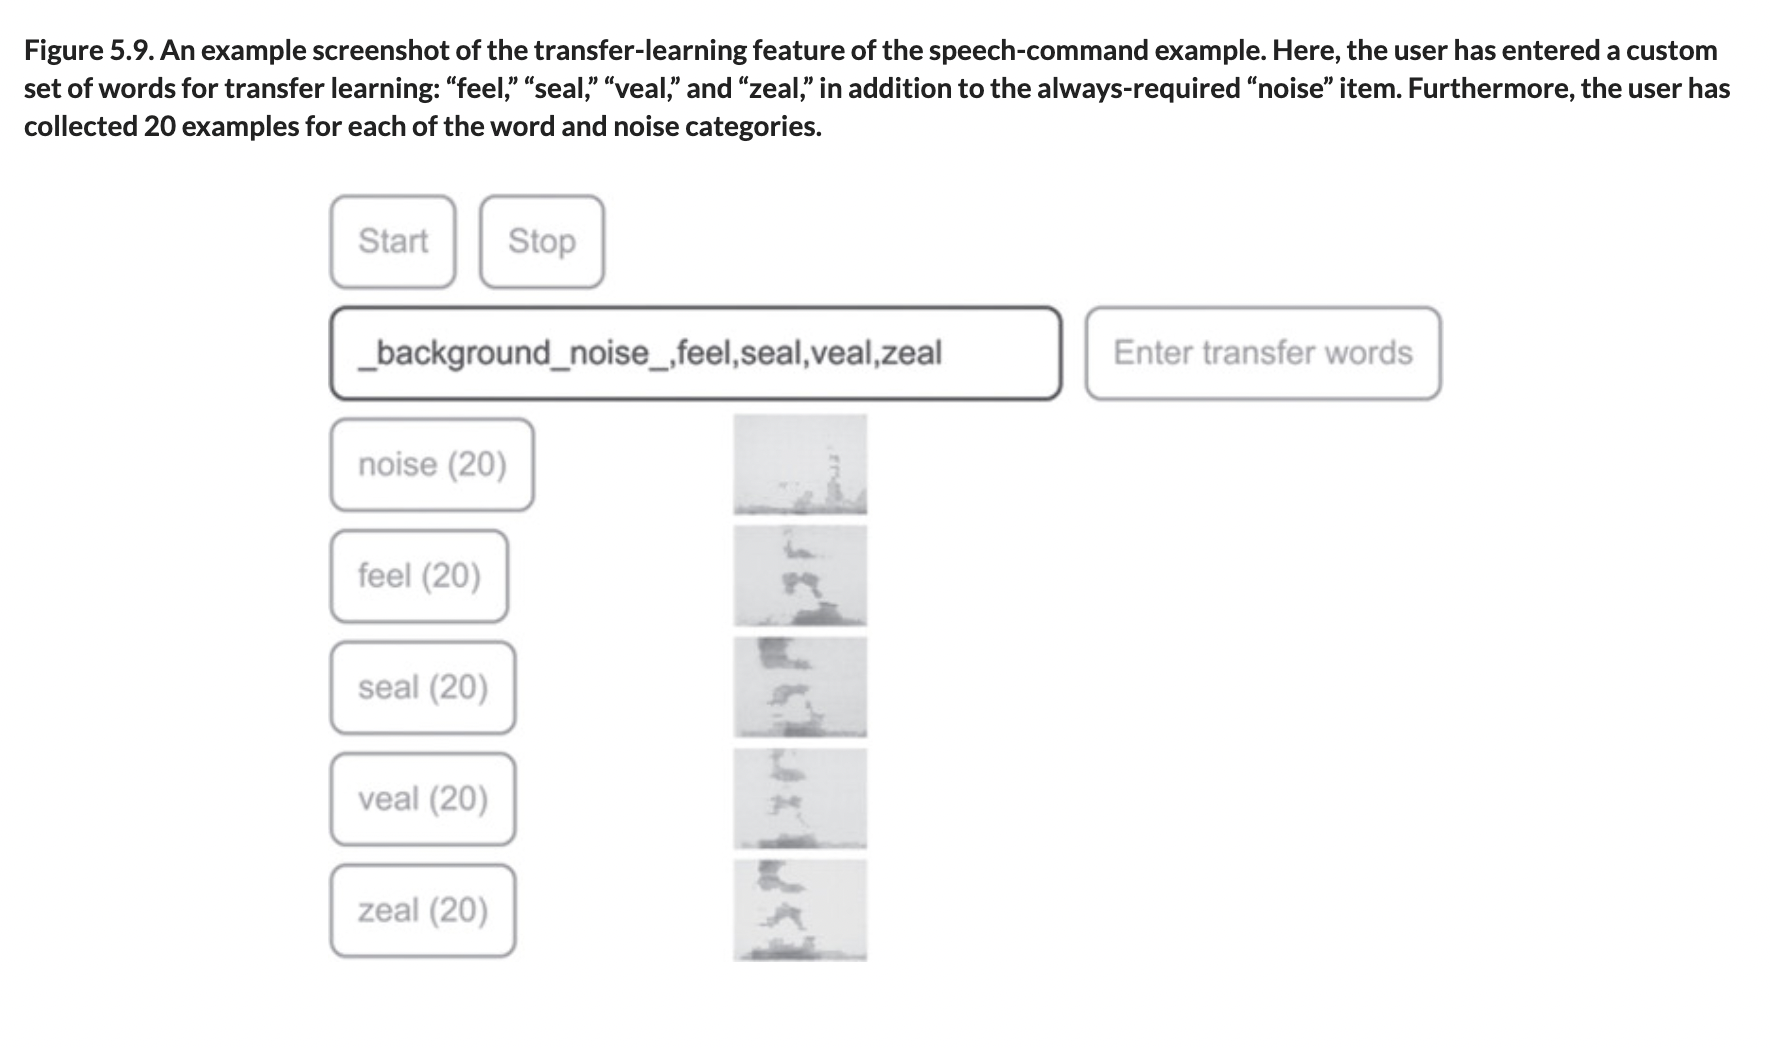 Figure 5.9. An example screenshot of the transfer-learning feature of the speech-command example. Here, the user has entered a custom
set of words for transfer learning: “feel,” “seal,” “veal,” and “zeal,” in addition to the always-required “noise” item. Furthermore, the user has
collected 20 examples for each of the word and noise categories.
Start Stop
_background_noise_,feel,seal,veal,zeal Enter transfer words
noise (20)
feel (20)
seal (20)
veal (20)
zeal (20)